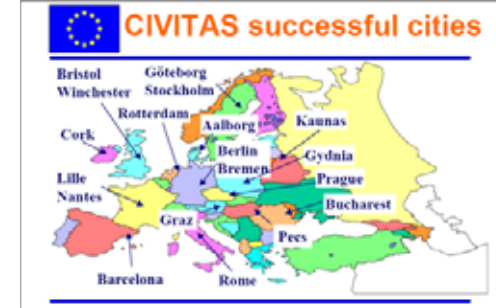 CIVITAS successful cities
Bristol
Winchester
Göteborg
Stockholm
Rotterdam
Aalborg
Kaunas
Cork
Berlin
Bremen
Gydnia
Lille
Nantes
Prague
Bucharest
Graz
Pecs
Barcelona
Rome